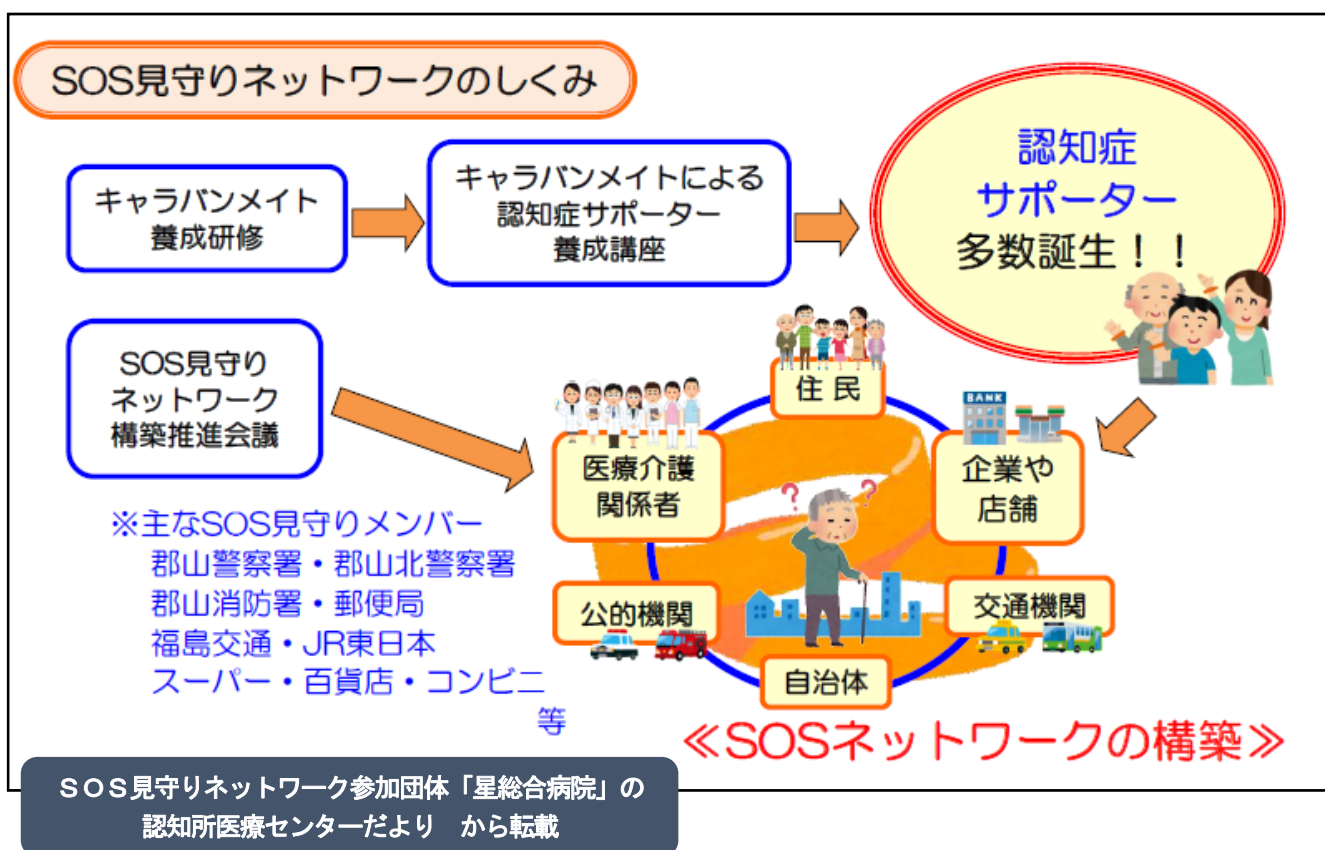 SOS見守りネットワークのしくみ
キャラバンメイト
養成研修
キャラバンメイトによる
認知症サポーター
養成講座
認知症
サポーター
多数誕生！！
SOS見守り
ネットワーク
構築推進会議
住民
BANK
医療介護
関係者
企業や
店舗
公的機関
交通機関
自治体
※主なSOS見守りメンバー
郡山警察署・郡山北警察署
郡山消防署・郵便局
福島交通・JR東日本
スーパー・百貨店・コンビニ
等
≪SOSネットワークの構築≫
ＳＯＳ見守りネットワーク参加団体「星総合病院」の
認知所医療センターだより　から転載